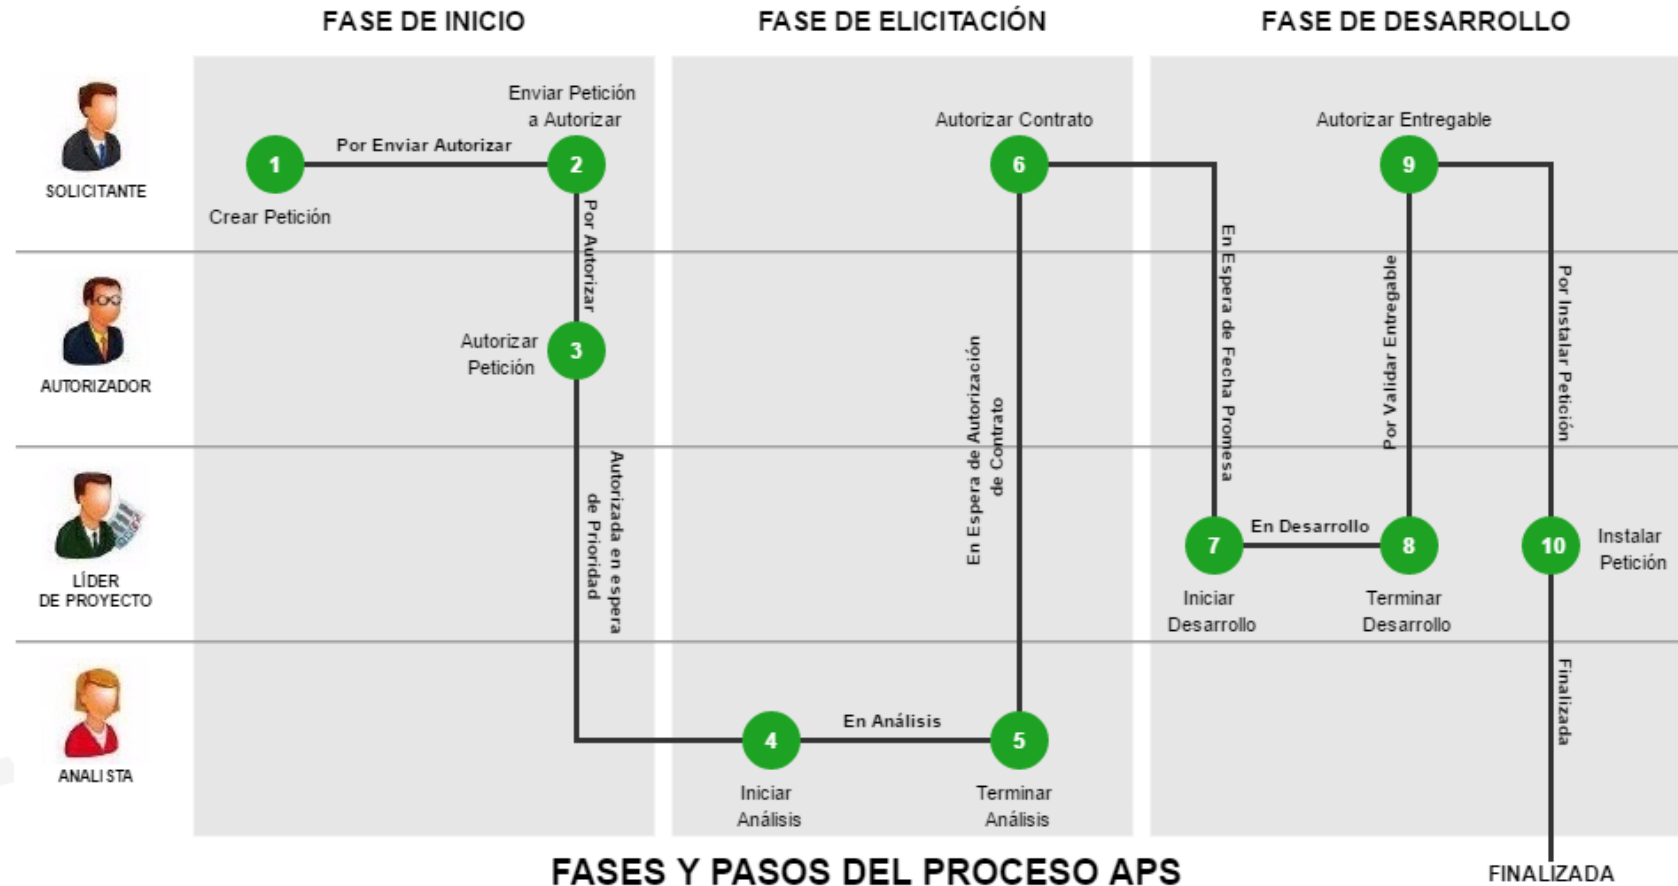 FASE DE INICIO
FASE DE ELICITACIÓN
FASE DE DESARROLLO
SOLICITANTE
1
Crear Petición
Por Enviar Autorizar
Enviar Petición
a Autorizar
2
Por Autorizar
Autorizar Contrato
6
En Espera de Fecha Promesa
Autorizar Entregable
9
Por Validar Entregable
Por Instalar Petición
AUTORIZADOR
Autorizar
Petición
3
Autorizada en espera
de Prioridad
En Espera de Autorización
de Contrato
LÍDER
DE PROYECTO
7
Iniciar
Desarrollo
En Desarrollo
8
Terminar
Desarrollo
10
Instalar
Petición
Finalizada
ANALISTA
4
Iniciar
Análisis
En Análisis
5
Terminar
Análisis
FASES Y PASOS DEL PROCESO APS
FINALIZADA